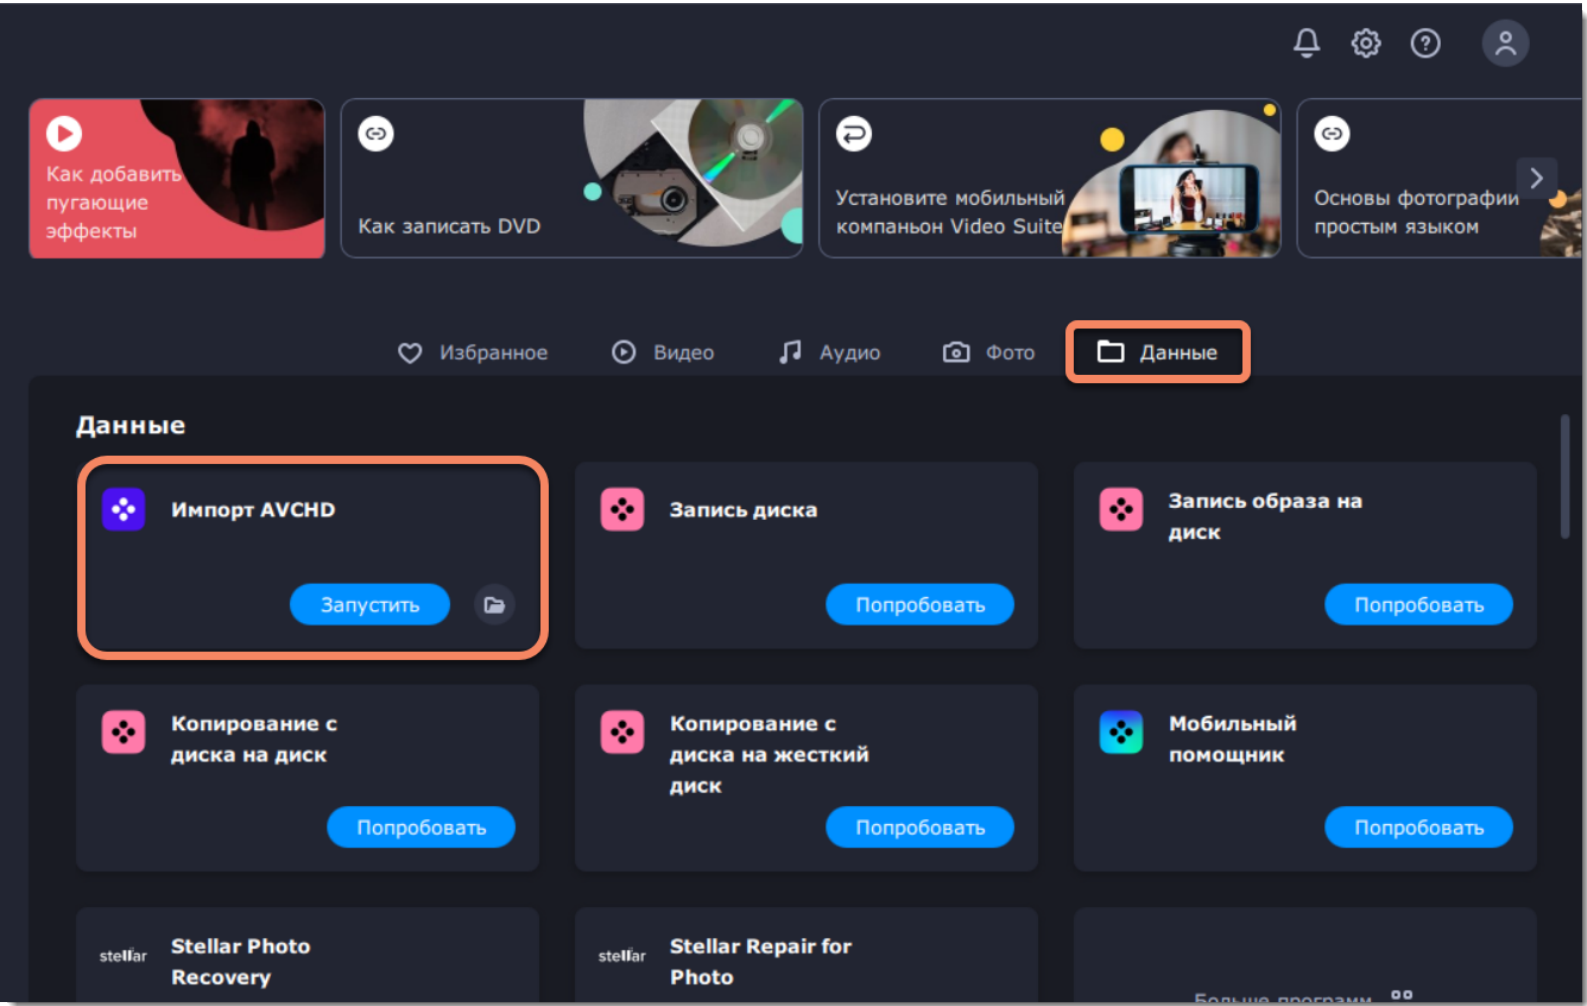 Как добавить
пугающие
эффекты
Как записать DVD
Установите мобильный
компаньон Video Suite
Основы фотографии
простым языком
Избранное
Видео
Аудио
Фото
Данные
Данные
Импорт AVCHD
Запустить
Запись диска
Попробовать
Запись образа на
диск
Попробовать
Копирование с
диска на диск
Попробовать
Копирование с
диска на жесткий
диск
Попробовать
Мобильный
помощник
Попробовать
stellar
Stellar Photo
Recovery
stellar
Stellar Repair for
Photo
Больше программ